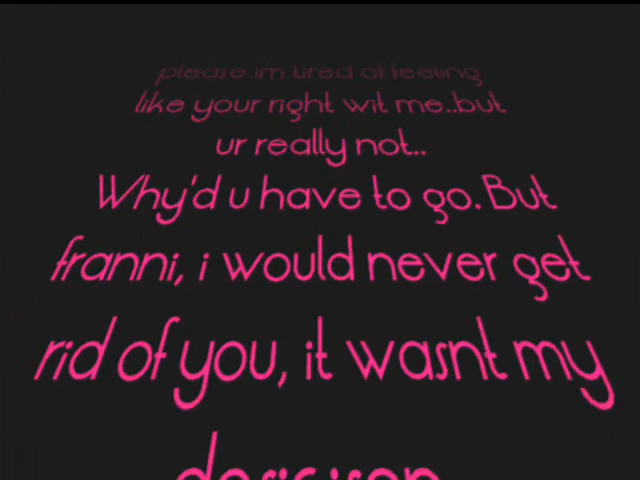 please im tired of feeling
like your right wit me..but
ur really not..
Why'd u have to go. But
franni, i would never get
rid of you, it wasnt my